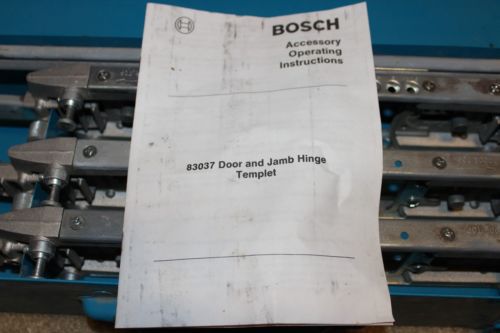 BOSCH
Accessory
Operating
Instructions
83037 Door and Jamb Hinge
Templet